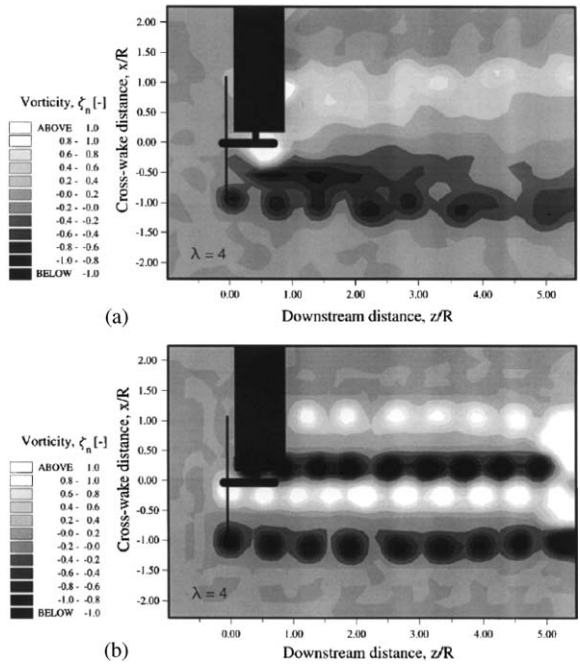 Vorticity, ζn [-]
ABOVE 1.0
0.8 - 1.0
0.6 - 0.8
0.4 - 0.6
0.2 - 0.4
-0.0 - 0.2
-0.2 - -0.0
-0.4 - -0.2
-0.6 - -0.4
-0.8 - -0.6
-1.0 - -0.8
BELOW -1.0
Cross-wake distance, x/R
2.00
1.50
1.00
0.50
0.00
-0.50
-1.00
-1.50
-2.00
λ = 4
0.00 1.00 2.00 3.00 4.00 5.00
Downstream distance, z/R
(a)
Vorticity, ζn [-]
ABOVE 1.0
0.8 - 1.0
0.6 - 0.8
0.4 - 0.6
0.2 - 0.4
-0.0 - 0.2
-0.2 - -0.0
-0.4 - -0.2
-0.6 - -0.4
-0.8 - -0.6
-1.0 - -0.8
BELOW -1.0
Cross-wake distance, x/R
2.00
1.50
1.00
0.50
0.00
-0.50
-1.00
-1.50
-2.00
λ = 4
0.00 1.00 2.00 3.00 4.00 5.00
Downstream distance, z/R
(b)